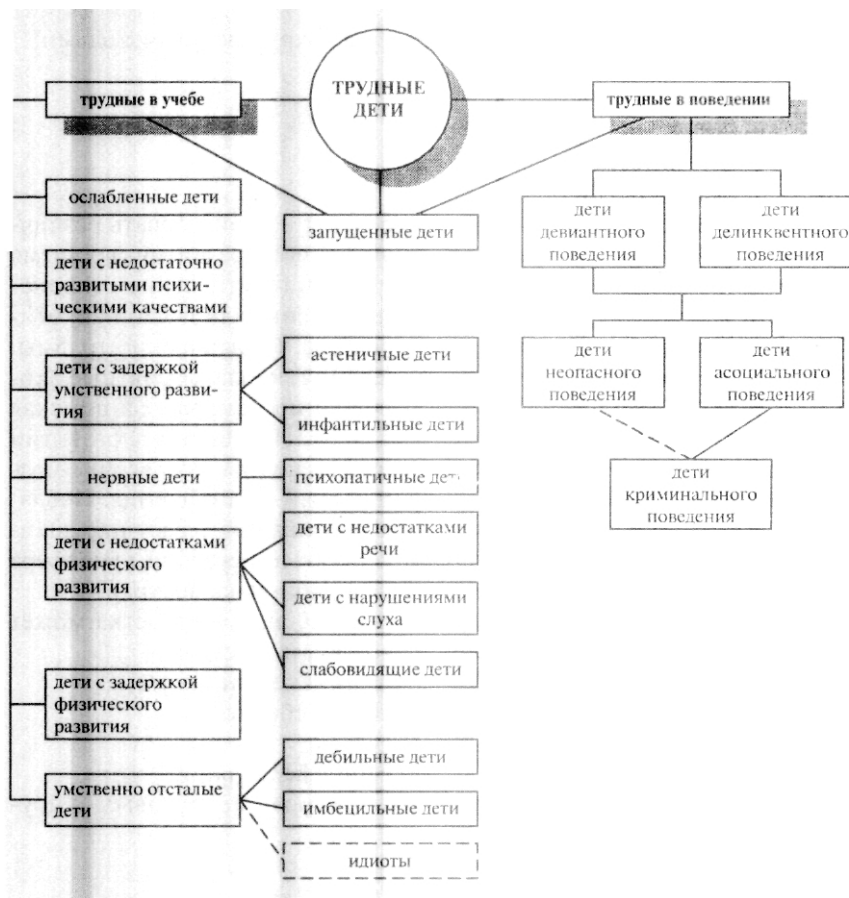 ТРУДНЫЕ
ДЕТИ
трудные в учебе
трудные в поведении
ослабленные дети
запущенные дети
дети
девиантного
поведения
дети
делинквентного
поведения
дети с недостаточно
развитыми психи-
ческими качествами
дети с задержкой
умственного разви-
тия
астеничные дети
инфантильные дети
дети
неопасного
поведения
дети
асоциального
поведения
дети
криминального
поведения
нервные дети
психопатичные дети
дети с недостатками
физического
развития
дети с недостатками
речи
дети с нарушениями
слуха
слабовидящие дети
дети с задержкой
физического
развития
умственно отсталые
дети
дебильные дети
имбецильные дети
идиоты